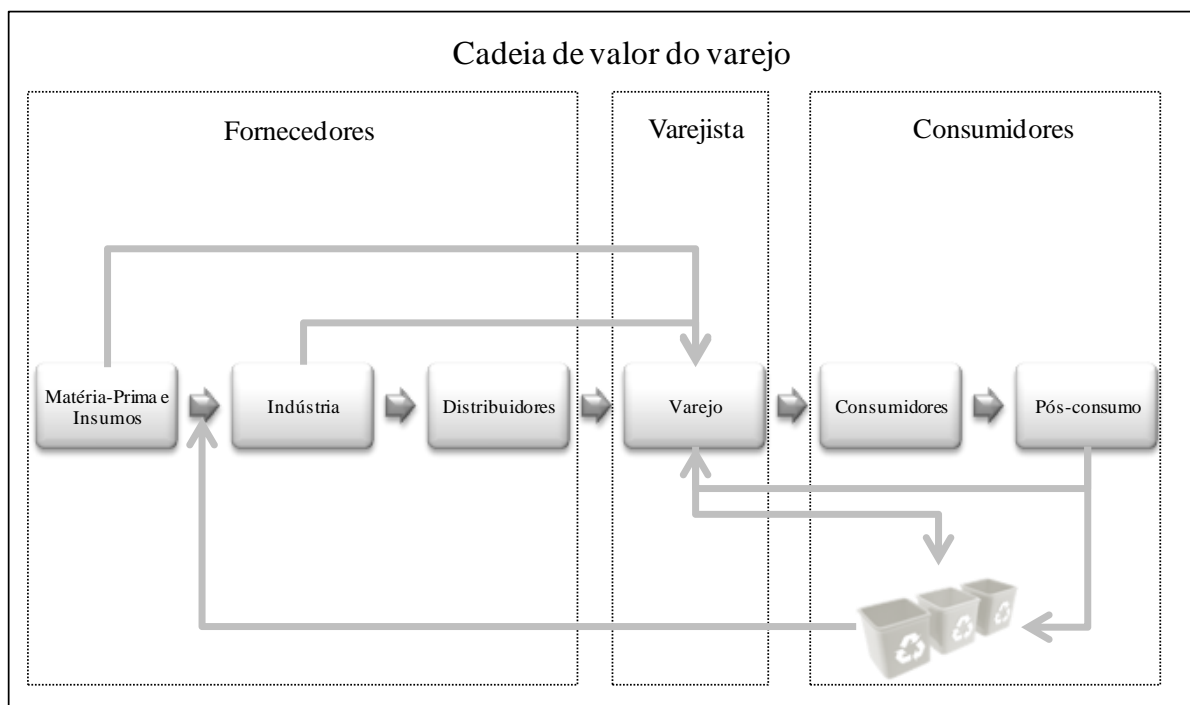 Cadeia de valor do varejo
Fornecedores
Varejista
Consumidores
Matéria-Prima e
Insumos
Indústria
Distribuidores
Varejo
Consumidores
Pós-consumo